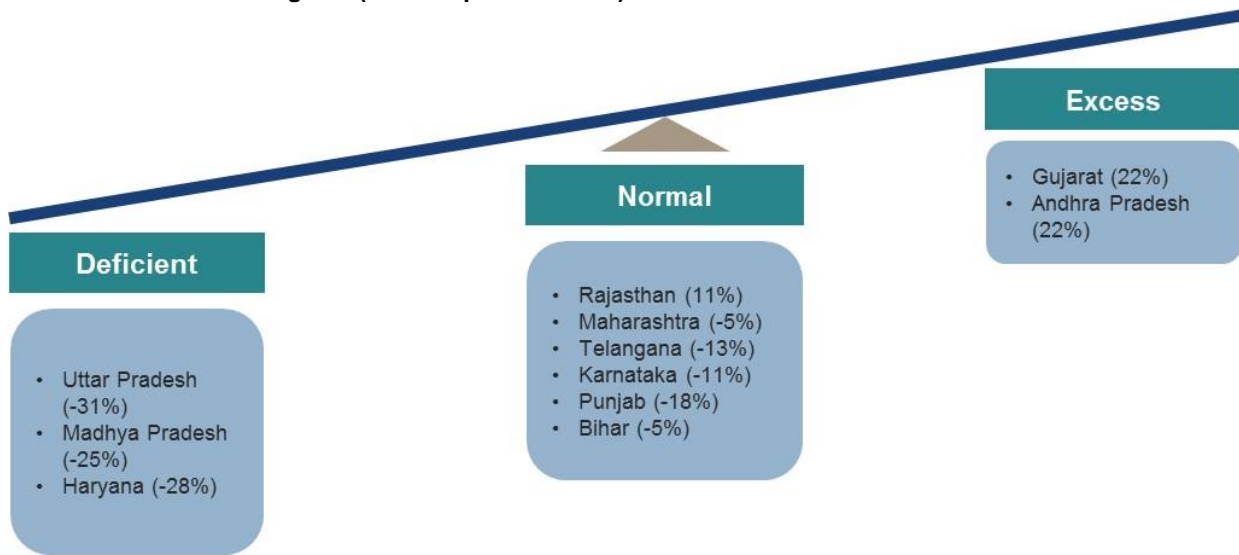 Deficient
• Uttar Pradesh
(-31%)
• Madhya Pradesh
(-25%)
• Haryana (-28%)
Normal
• Rajasthan (11%)
• Maharashtra (-5%)
• Telangana (-13%)
• Karnataka (-11%)
• Punjab (-18%)
• Bihar (-5%)
Excess
• Gujarat (22%)
• Andhra Pradesh
(22%)